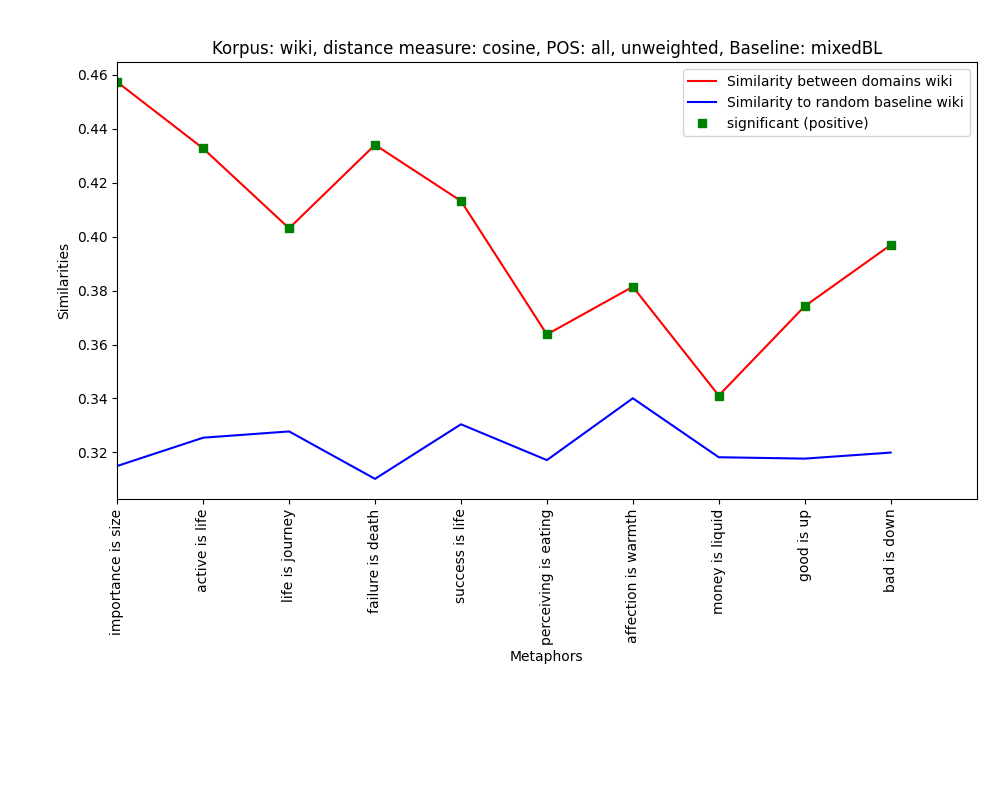 Korpus: wiki, distance measure: cosine, POS: all, unweighted, Baseline: mixedBL
Similarity between domains wiki
Similarity to random baseline wiki
significant (positive)
Similarities
0.46
0.44
0.42
0.40
0.38
0.36
0.34
0.32
importance is size
active is life
life is journey
failure is death
success is life
perceiving is eating
affection is warmth
money is liquid
good is up
bad is down
Metaphors